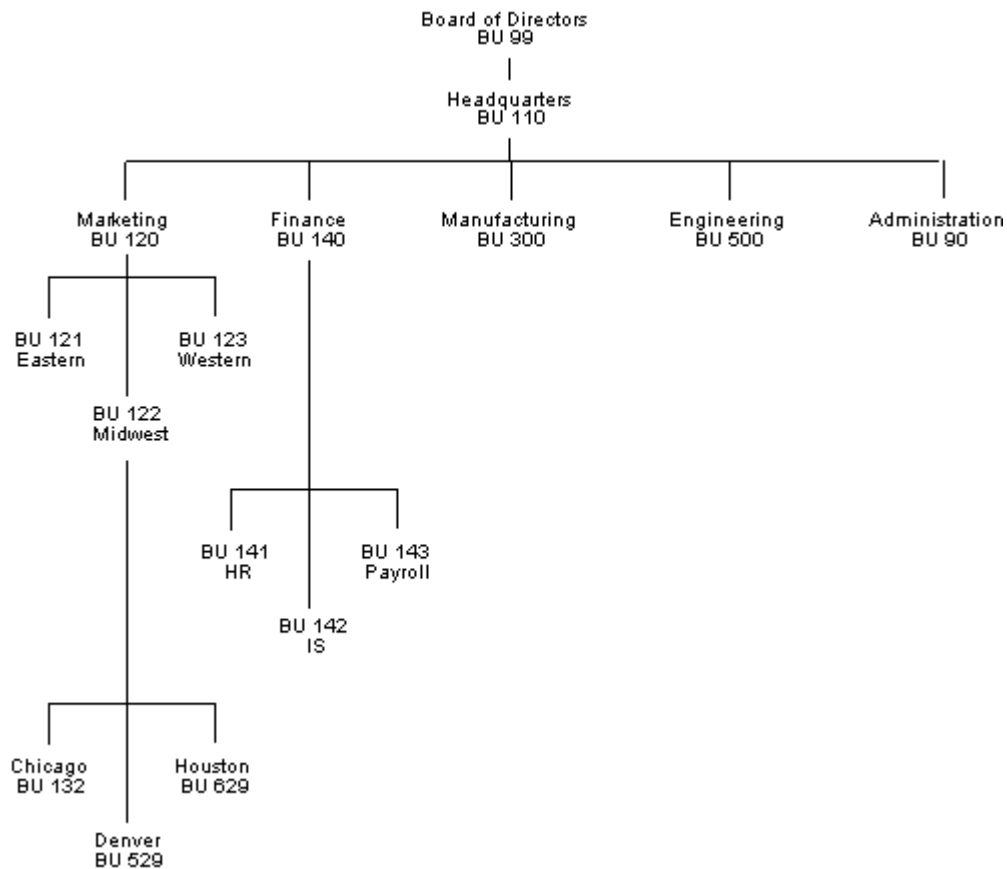 Board of Directors
BU 99
Headquarters
BU 110
Marketing
BU 120
Finance
BU 140
Manufacturing
BU 300
Engineering
BU 500
Administration
BU 90
BU 121
Eastern
BU 123
Western
BU 122
Midwest
BU 141
HR
BU 143
Payroll
BU 142
IS
Chicago
BU 132
Houston
BU 629
Denver
BU 529